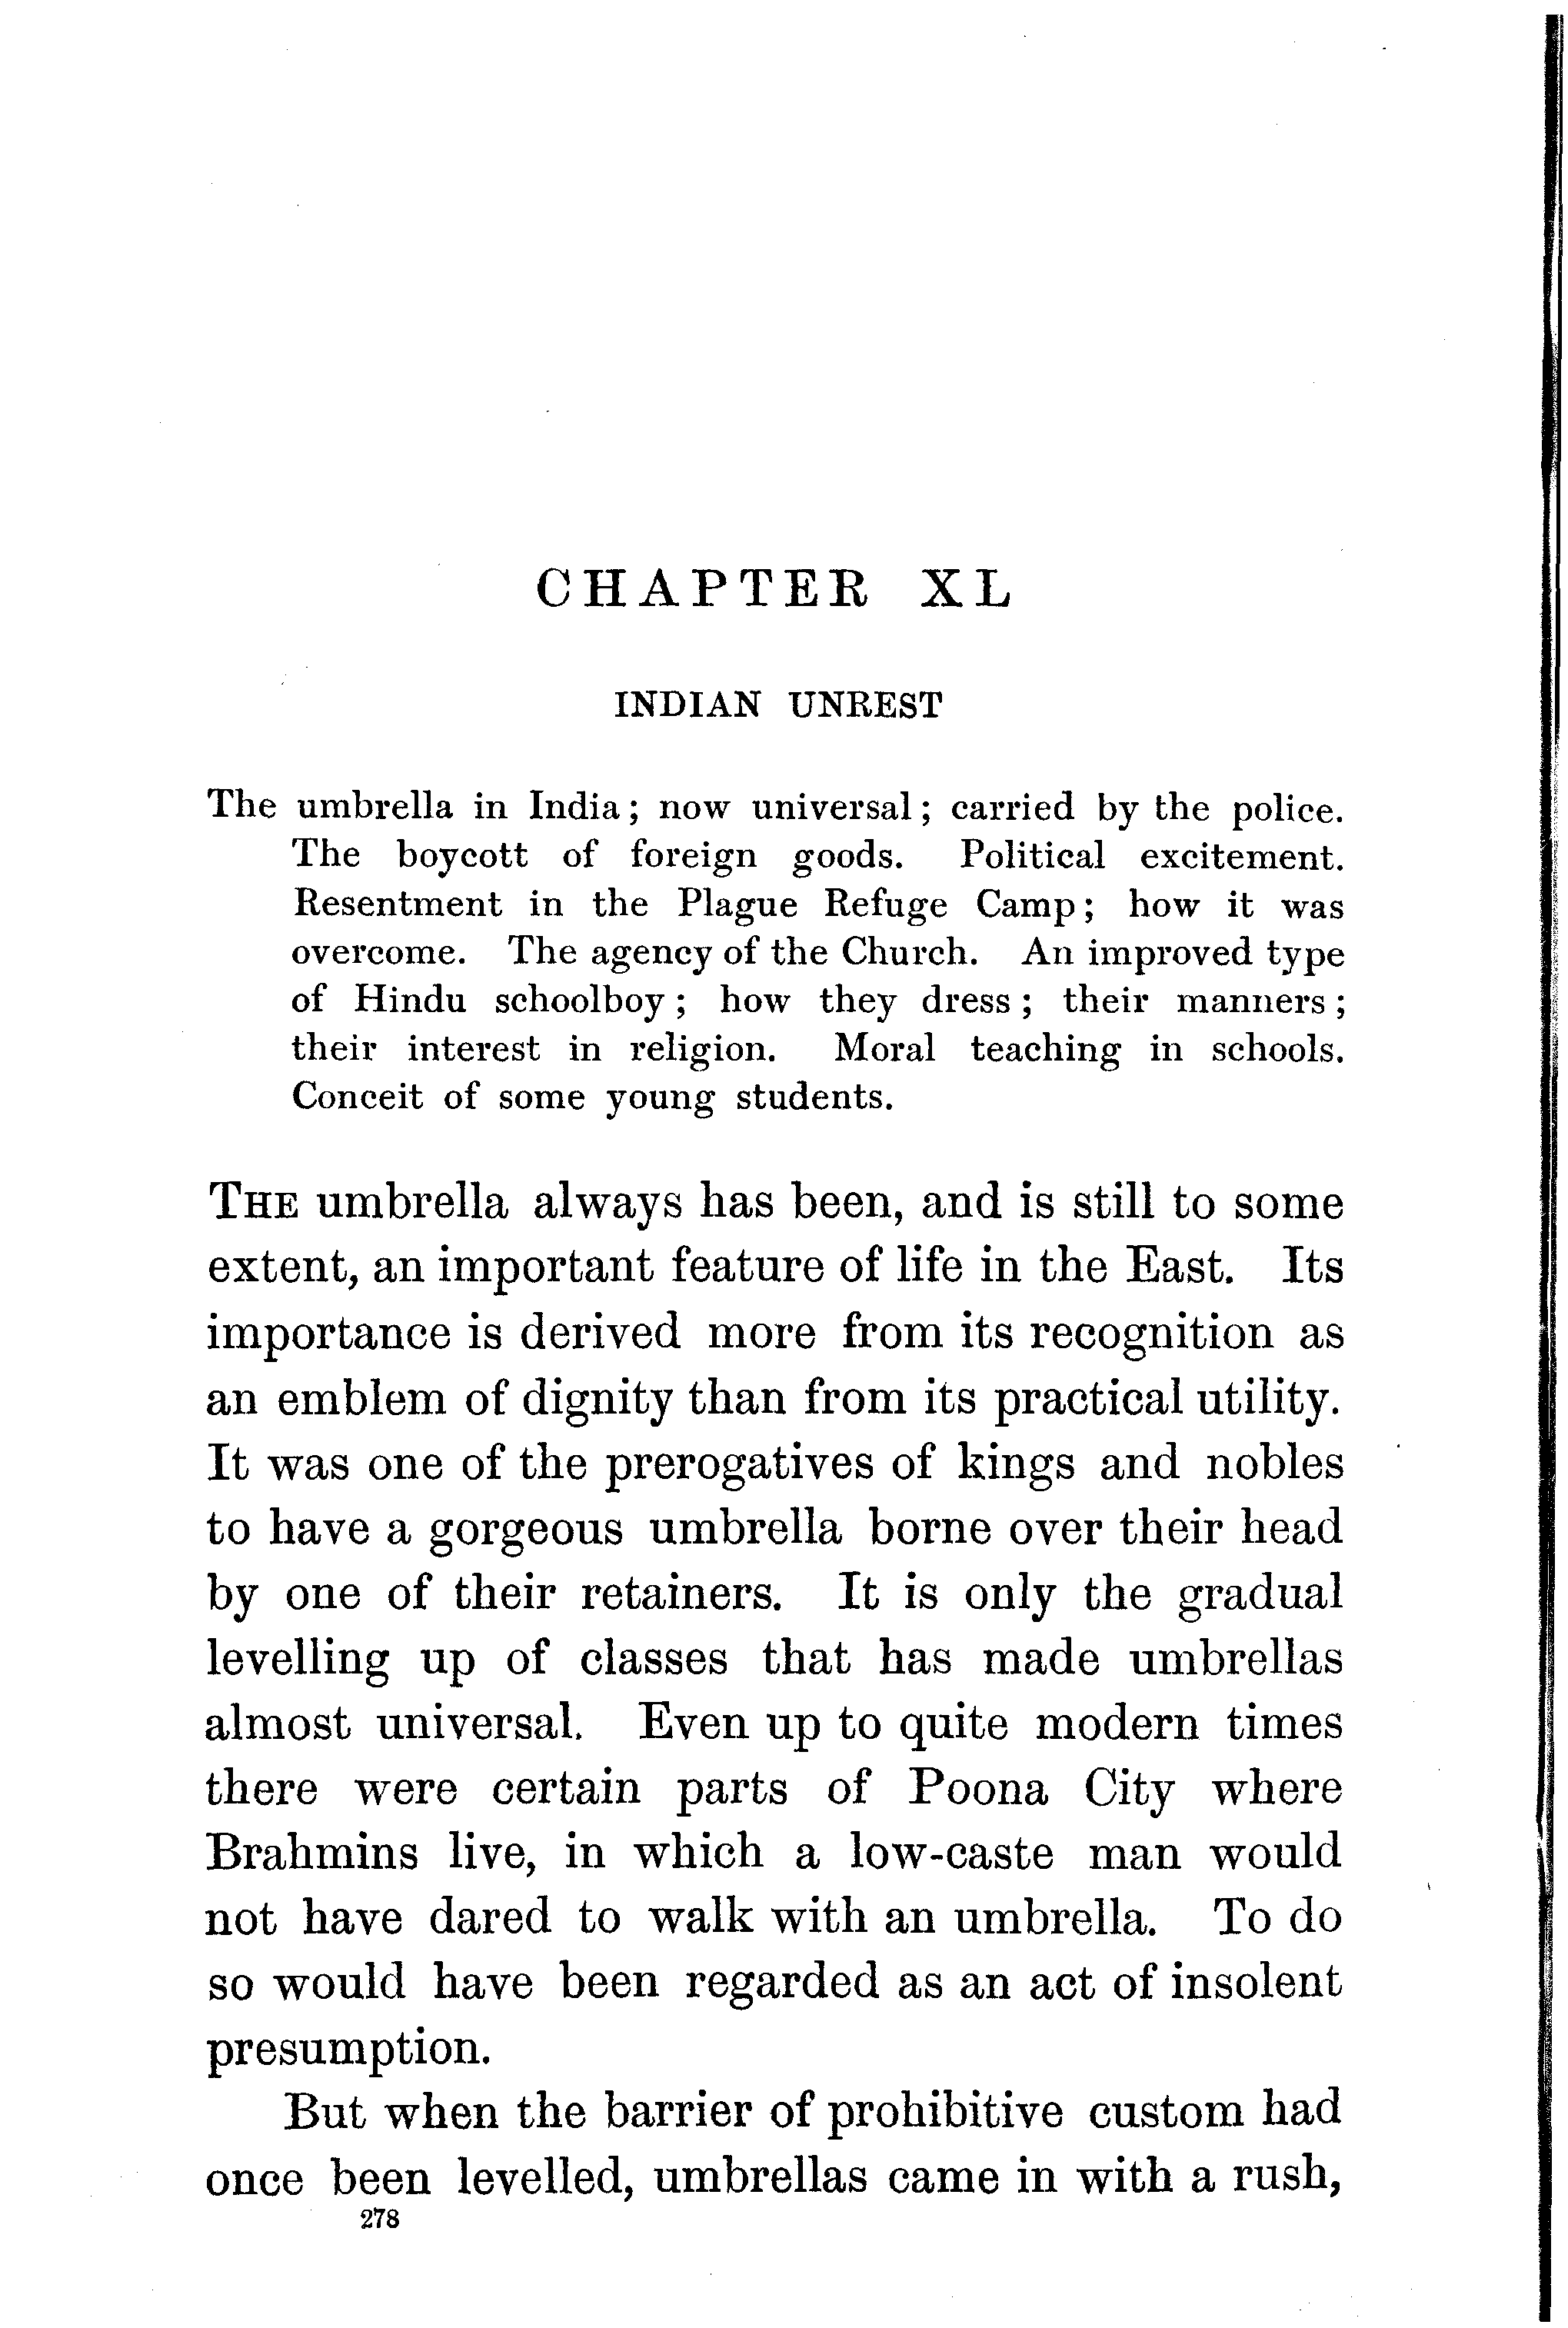 CHAPTER XL
INDIAN UNREST
The umbrella in India; now universal; carried by the police.
The boycott of foreign goods. Political excitement.
Resentment in the Plague Refuge Camp; how it was
overcome. The agency of the Church. An improved type
of Hindu schoolboy; how they dress; their manners;
their interest in religion. Moral teaching in schools.
Conceit of some young students.
THE umbrella always has been, and is still to some
extent, an important feature of life in the East. Its
importance is derived more from its recognition as
an emblem of dignity than from its practical utility.
It was one of the prerogatives of kings and nobles
to have a gorgeous umbrella borne over their head
by one of their retainers. It is only the gradual
levelling up of classes that has made umbrellas
almost universal. Even up to quite modern times
there were certain parts of Poona City where
Brahmins live, in which a low-caste man would
not have dared to walk with an umbrella. To do
so would have been regarded as an act of insolent
presumption.
But when the barrier of prohibitive custom had
once been levelled, umbrellas came in with a rush,
278